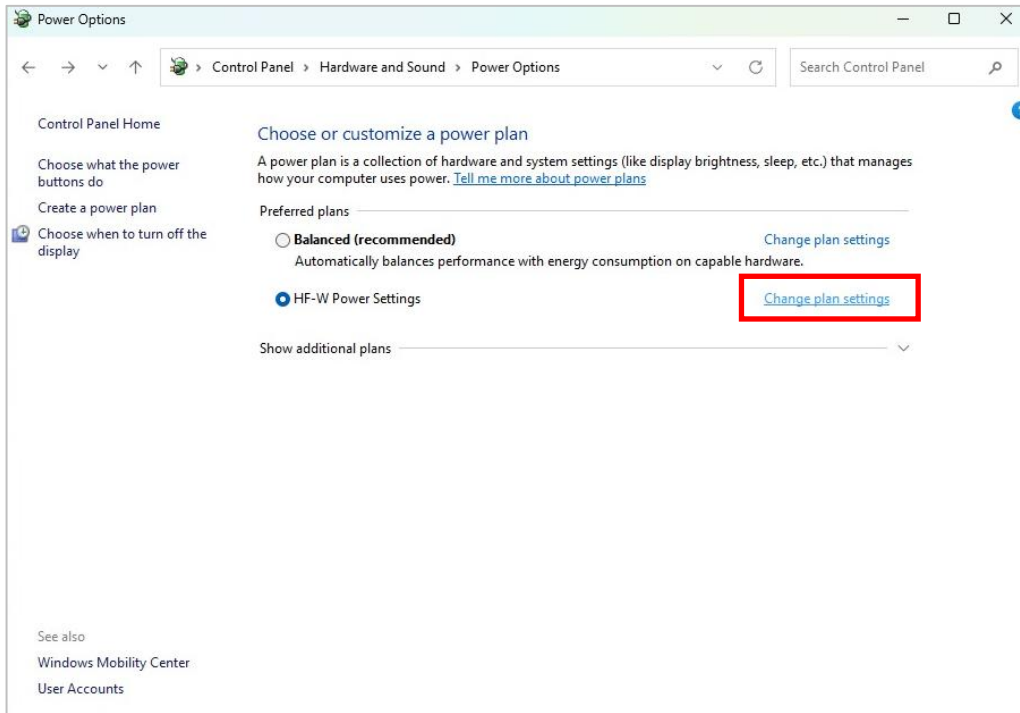 Power Options
Control Panel > Hardware and Sound > Power Options
Search Control Panel
Control Panel Home
Choose what the power
buttons do
Create a power plan
Choose when to turn off the
display
Choose or customize a power plan
A power plan is a collection of hardware and system settings (like display brightness, sleep, etc.) that manages
how your computer uses power. Tell me more about power plans
Preferred plans
Balanced (recommended)
Change plan settings
Automatically balances performance with energy consumption on capable hardware.
HF-W Power Settings
Change plan settings
Show additional plans
See also
Windows Mobility Center
User Accounts